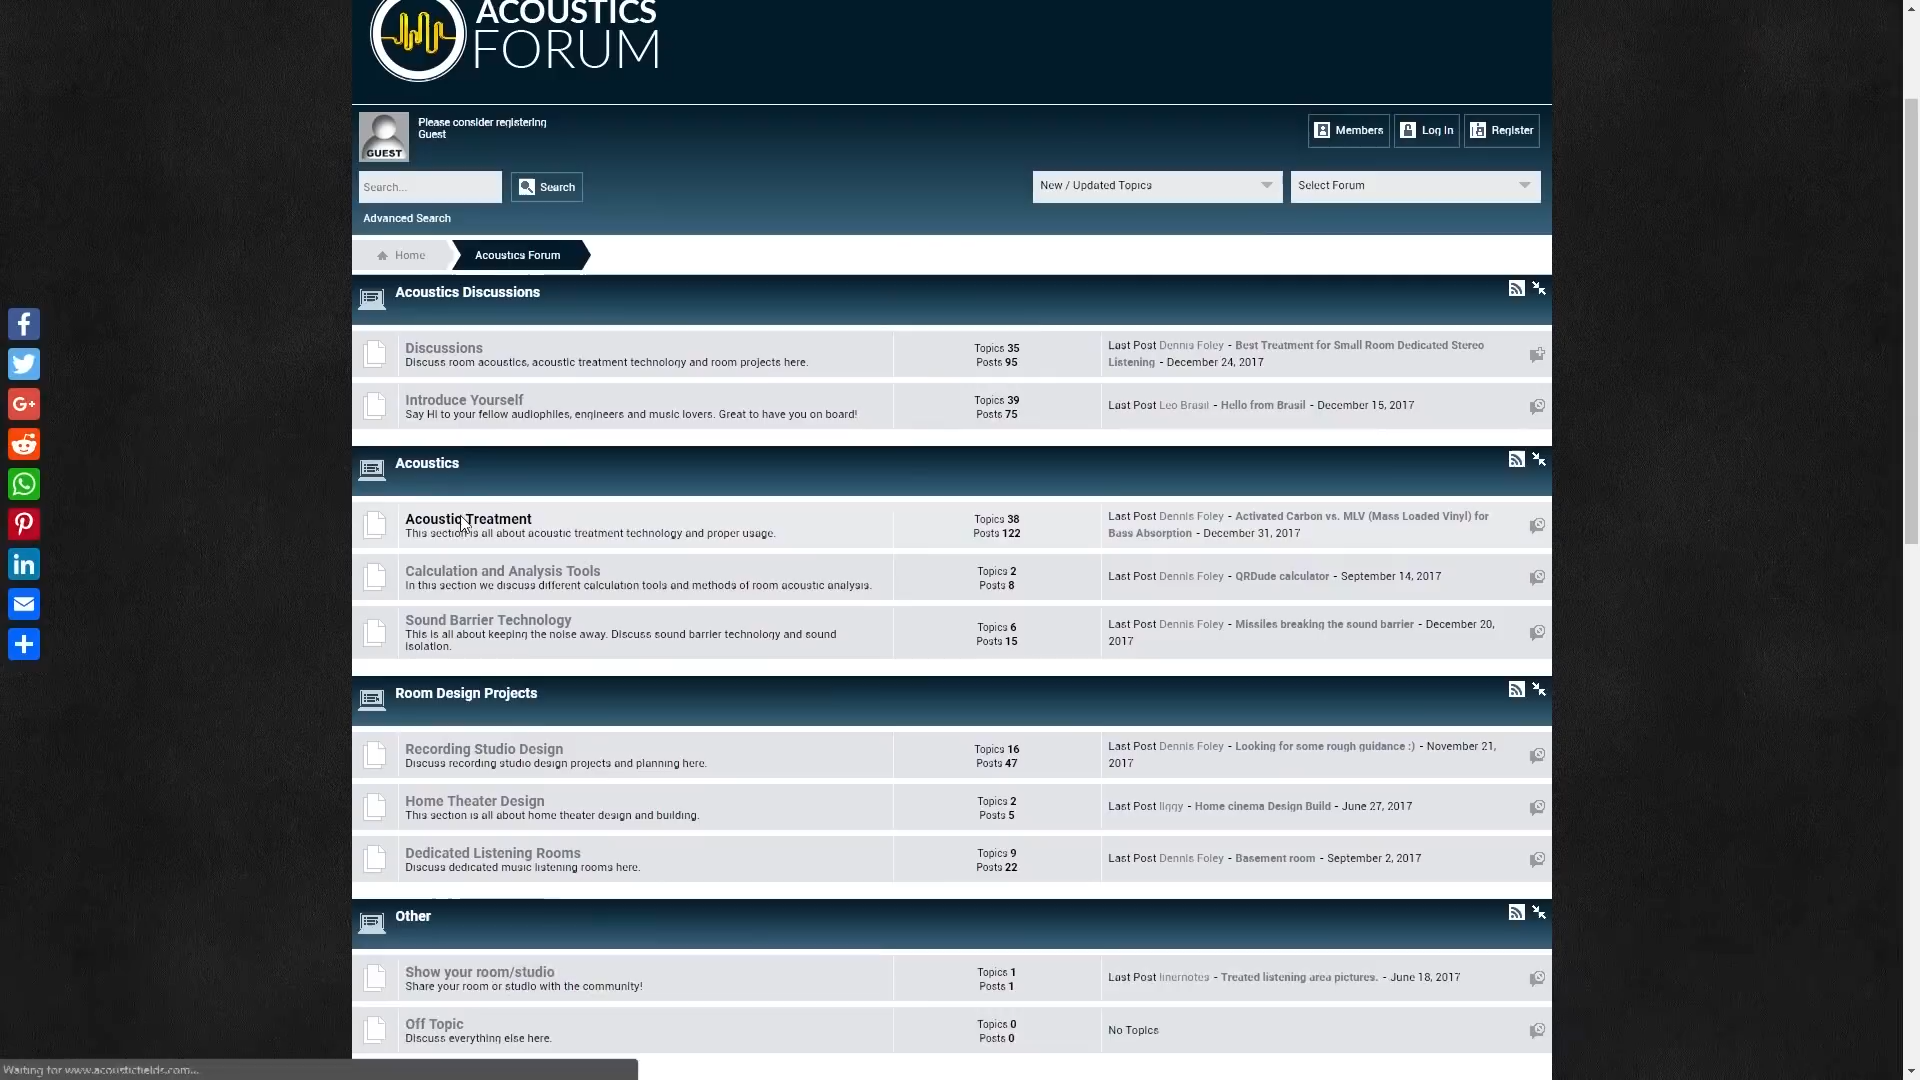 ACOUSTICS
FORUM
GUEST
Please consider registering
Guest
Members
Log In
Register
Search...
Search
New / Updated Topics
Select Forum
Advanced Search
Home
Acoustics Forum
Acoustics Discussions
Discussions
Discuss room acoustics, acoustic treatment technology and room projects here.
Topics 35
Posts 95
Last Post Dennis Foley - Best Treatment for Small Room Dedicated Stereo
Listening - December 24, 2017
Introduce Yourself
Say Hi to your fellow audiophiles, engineers and music lovers. Great to have you on board!
Topics 39
Posts 75
Last Post Leo Brasil - Hello from Brasil - December 15, 2017
Acoustics
Acoustic Treatment
This section is all about acoustic treatment technology and proper usage.
Topics 38
Posts 122
Last Post Dennis Foley - Activated Carbon vs. MLV (Mass Loaded Vinyl) for
Bass Absorption - December 31, 2017
Calculation and Analysis Tools
In this section we discuss different calculation tools and methods of room acoustic analysis.
Topics 2
Posts 8
Last Post Dennis Foley - QRDude calculator - September 14, 2017
Sound Barrier Technology
This is all about keeping the noise away. Discuss sound barrier technology and sound
isolation.
Topics 6
Posts 15
Last Post Dennis Foley - Missiles breaking the sound barrier - December 20,
2017
Room Design Projects
Recording Studio Design
Discuss recording studio design projects and planning here.
Topics 16
Posts 47
Last Post Dennis Foley - Looking for some rough guidance :) - November 21,
2017
Home Theater Design
This section is all about home theater design and building.
Topics 2
Posts 5
Last Post - Home cinema Design Build - June 27, 2017
Dedicated Listening Rooms
Discuss dedicated music listening rooms here.
Topics 9
Posts 22
Last Post Dennis Foley - Basement room - September 2, 2017
Other
Show your room/studio
Share your room or studio with the community!
Topics 1
Posts 1
Last Post linernotes - Treated listening area pictures. - June 18, 2017
Off Topic
Discuss everything else here.
Topics 0
Posts 0
No Topics
Waiting for www.acousticfields.com...